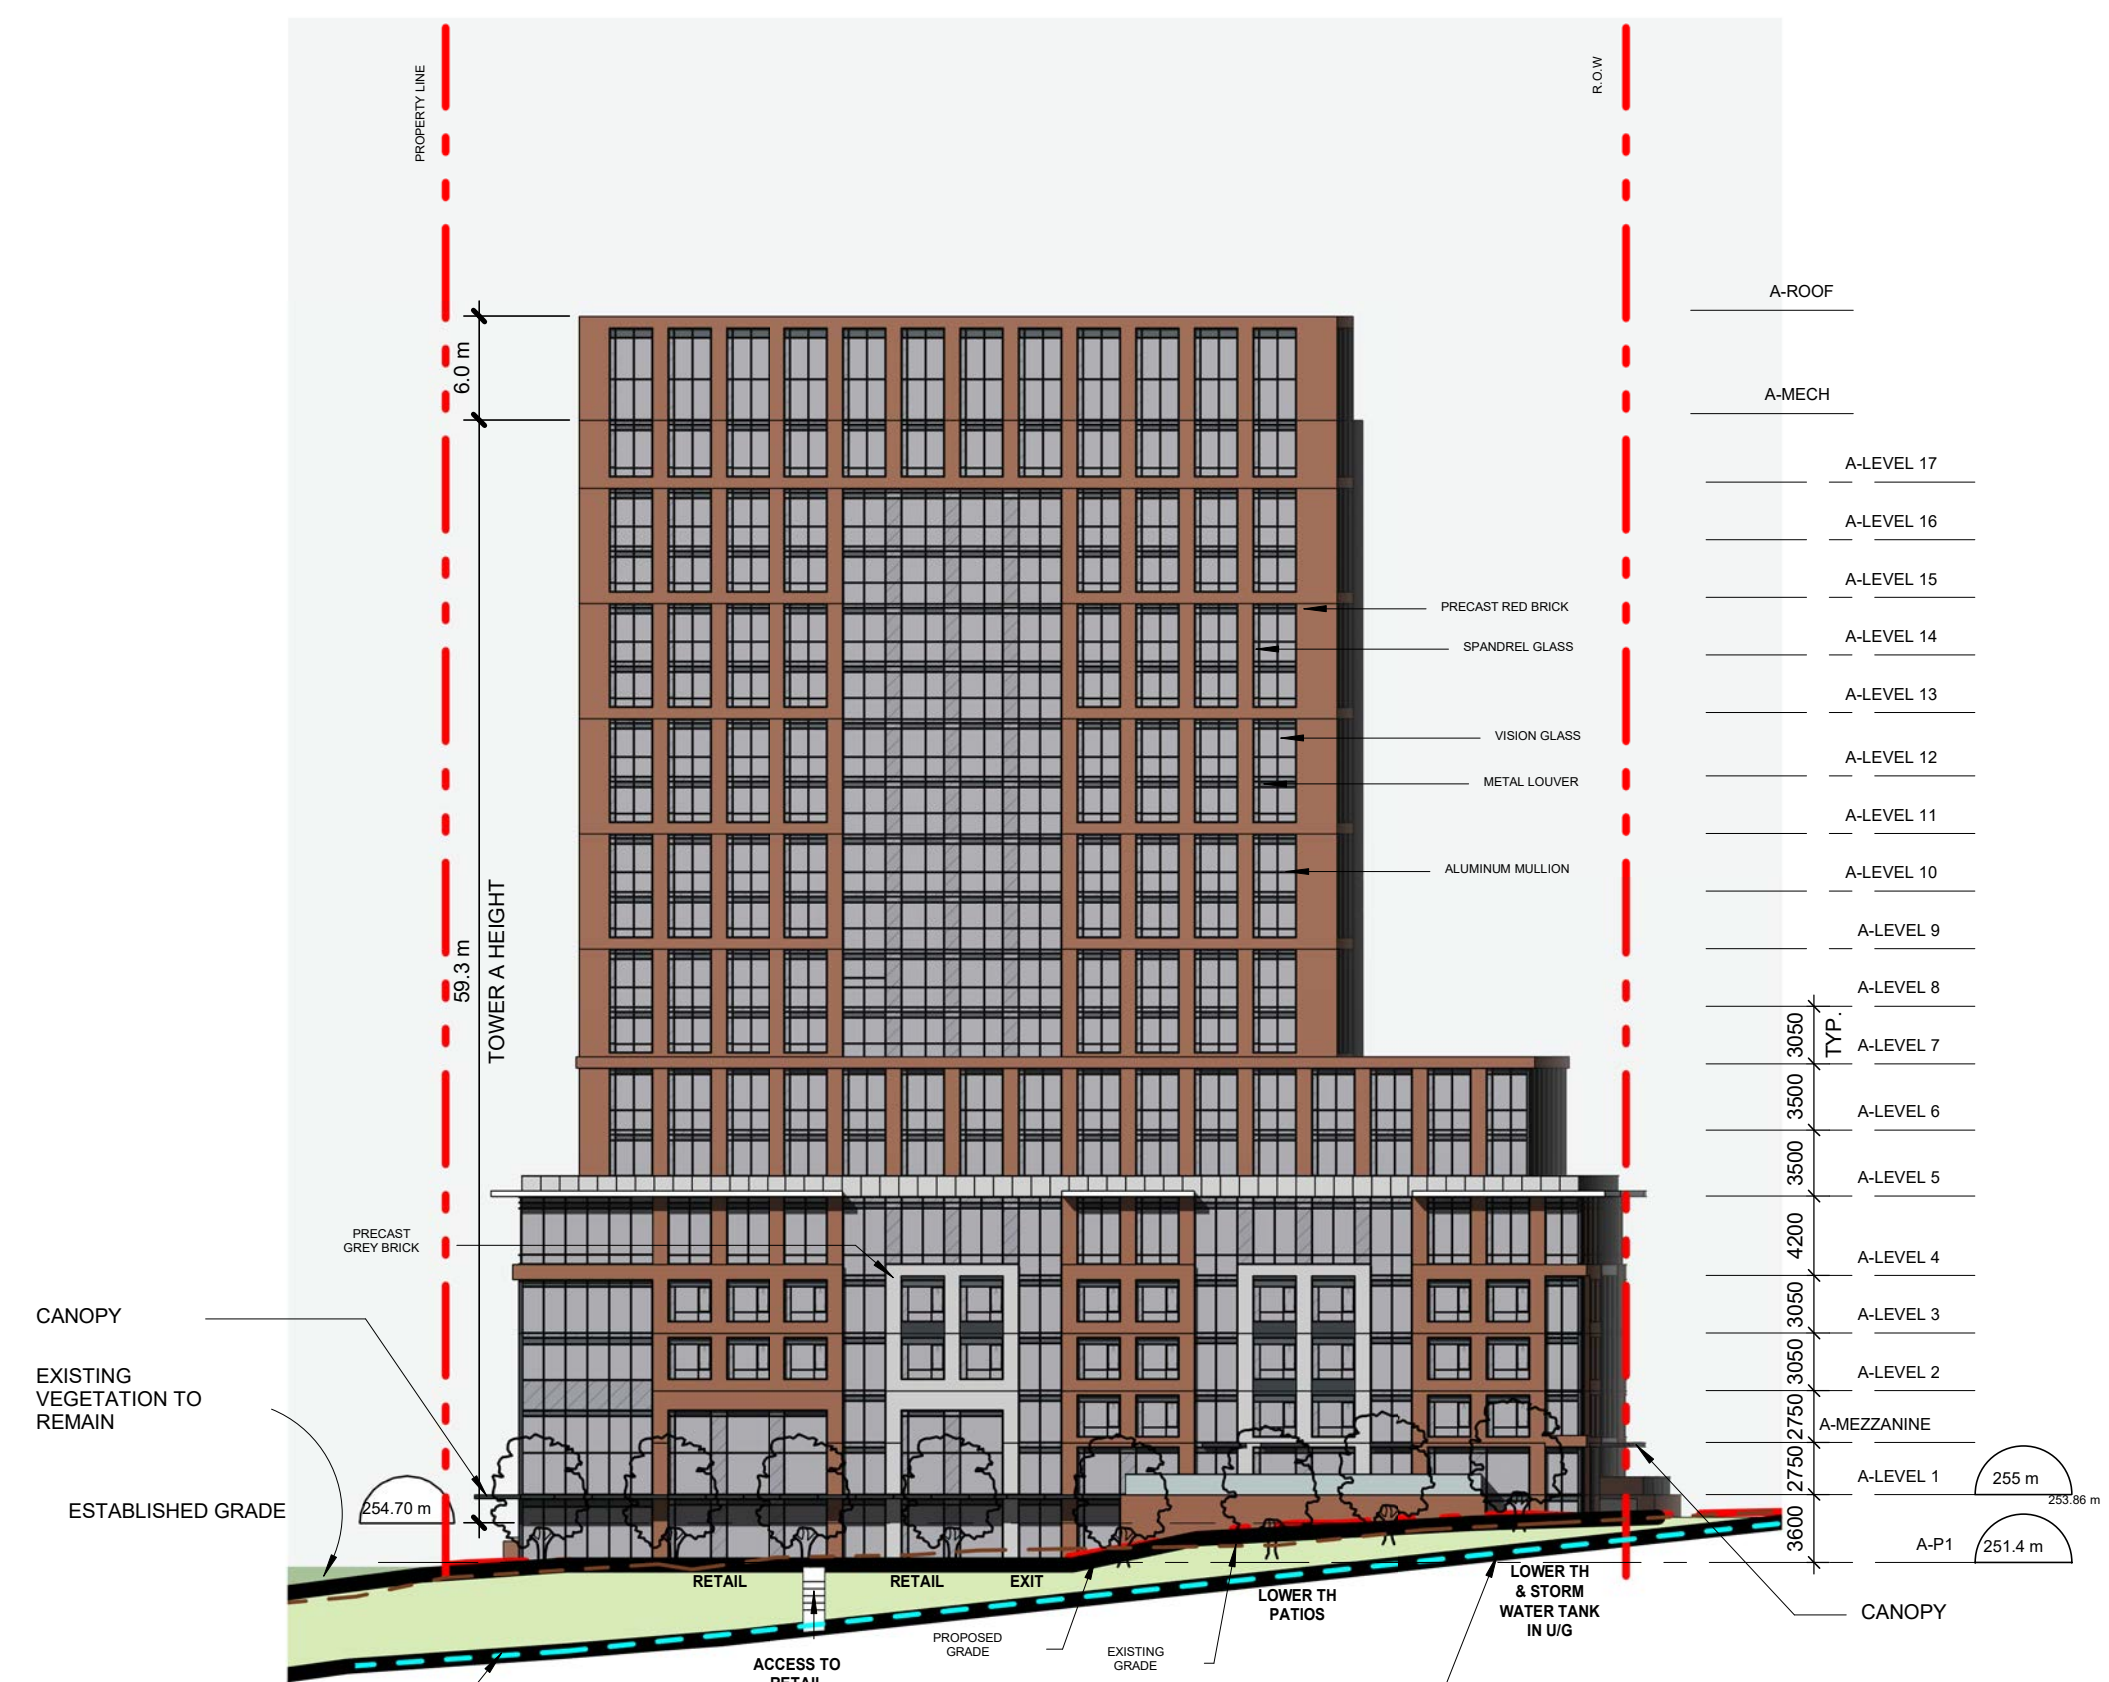 PROPERTY LINE
R.O.W
A-ROOF
6.0 m
A-MECH
A-LEVEL 17
A-LEVEL 16
A-LEVEL 15
PRECAST RED BRICK
A-LEVEL 14
SPANDREL GLASS
A-LEVEL 13
VISION GLASS
A-LEVEL 12
METAL LOUVER
A-LEVEL 11
ALUMINUM MULLION
A-LEVEL 10
59.3 m
TOWER A HEIGHT
A-LEVEL 9
A-LEVEL 8
3050
TYP.
A-LEVEL 7
3500
A-LEVEL 6
3500
A-LEVEL 5
PRECAST
GREY BRICK
4200
A-LEVEL 4
CANOPY
3050
A-LEVEL 3
EXISTING
VEGETATION TO
REMAIN
3050
A-LEVEL 2
2750
A-MEZZANINE
2750
A-LEVEL 1
255 m
253.86 m
ESTABLISHED GRADE
254.70 m
3600
A-P1
251.4 m
RETAIL
RETAIL
EXIT
LOWER TH
PATIOS
LOWER TH
& STORM
WATER TANK
IN U/G
CANOPY
PROPOSED
GRADE
EXISTING
GRADE
ACCESS TO
RETAIL